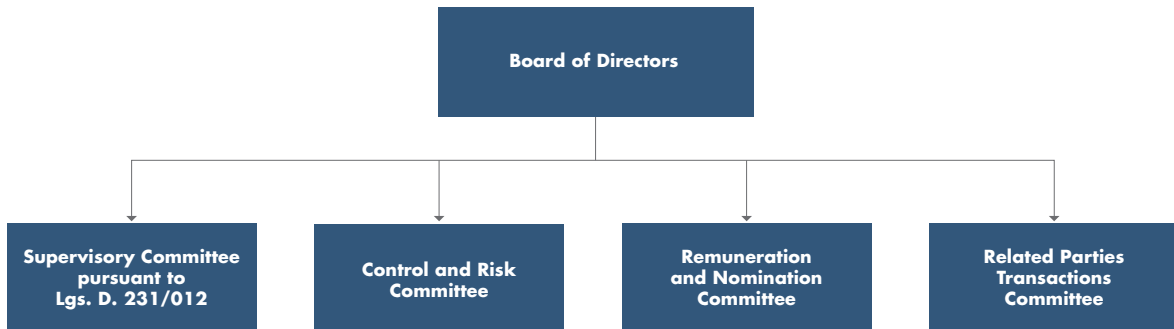 Board of Directors
Supervisory Committee
pursuant to
Lgs. D. 231/012
Control and Risk
Committee
Remuneration
and Nomination
Committee
Related Parties
Transactions
Committee